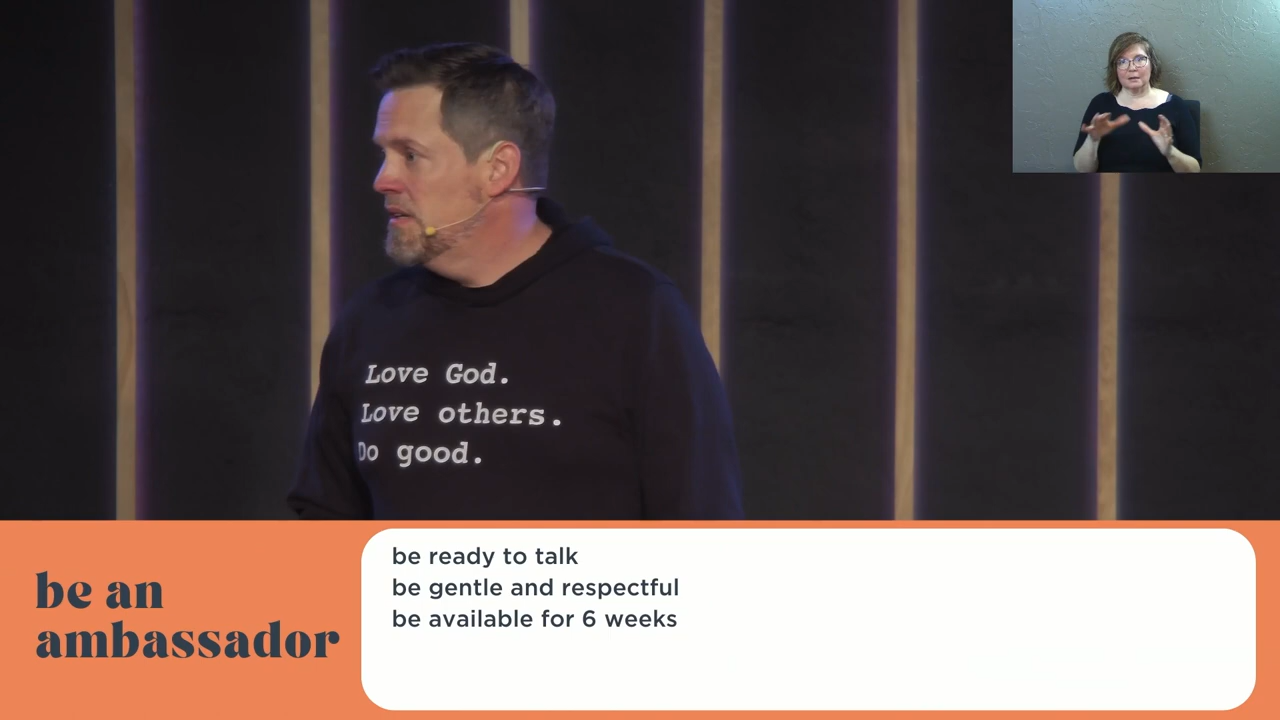 Love God.
Love others.
Do good.
be an
ambassador
be ready to talk
be gentle and respectful
be available for 6 weeks